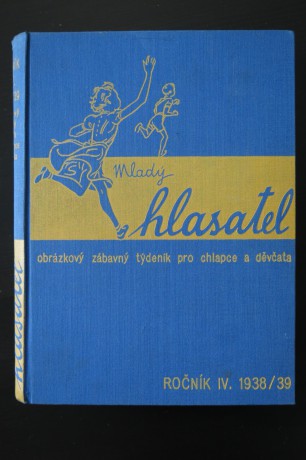 Mladý
hlasatel
obrázkový zábavný týdeník pro chlapce a děvčata
ROČNÍK IV. 1938/39
hlasatel